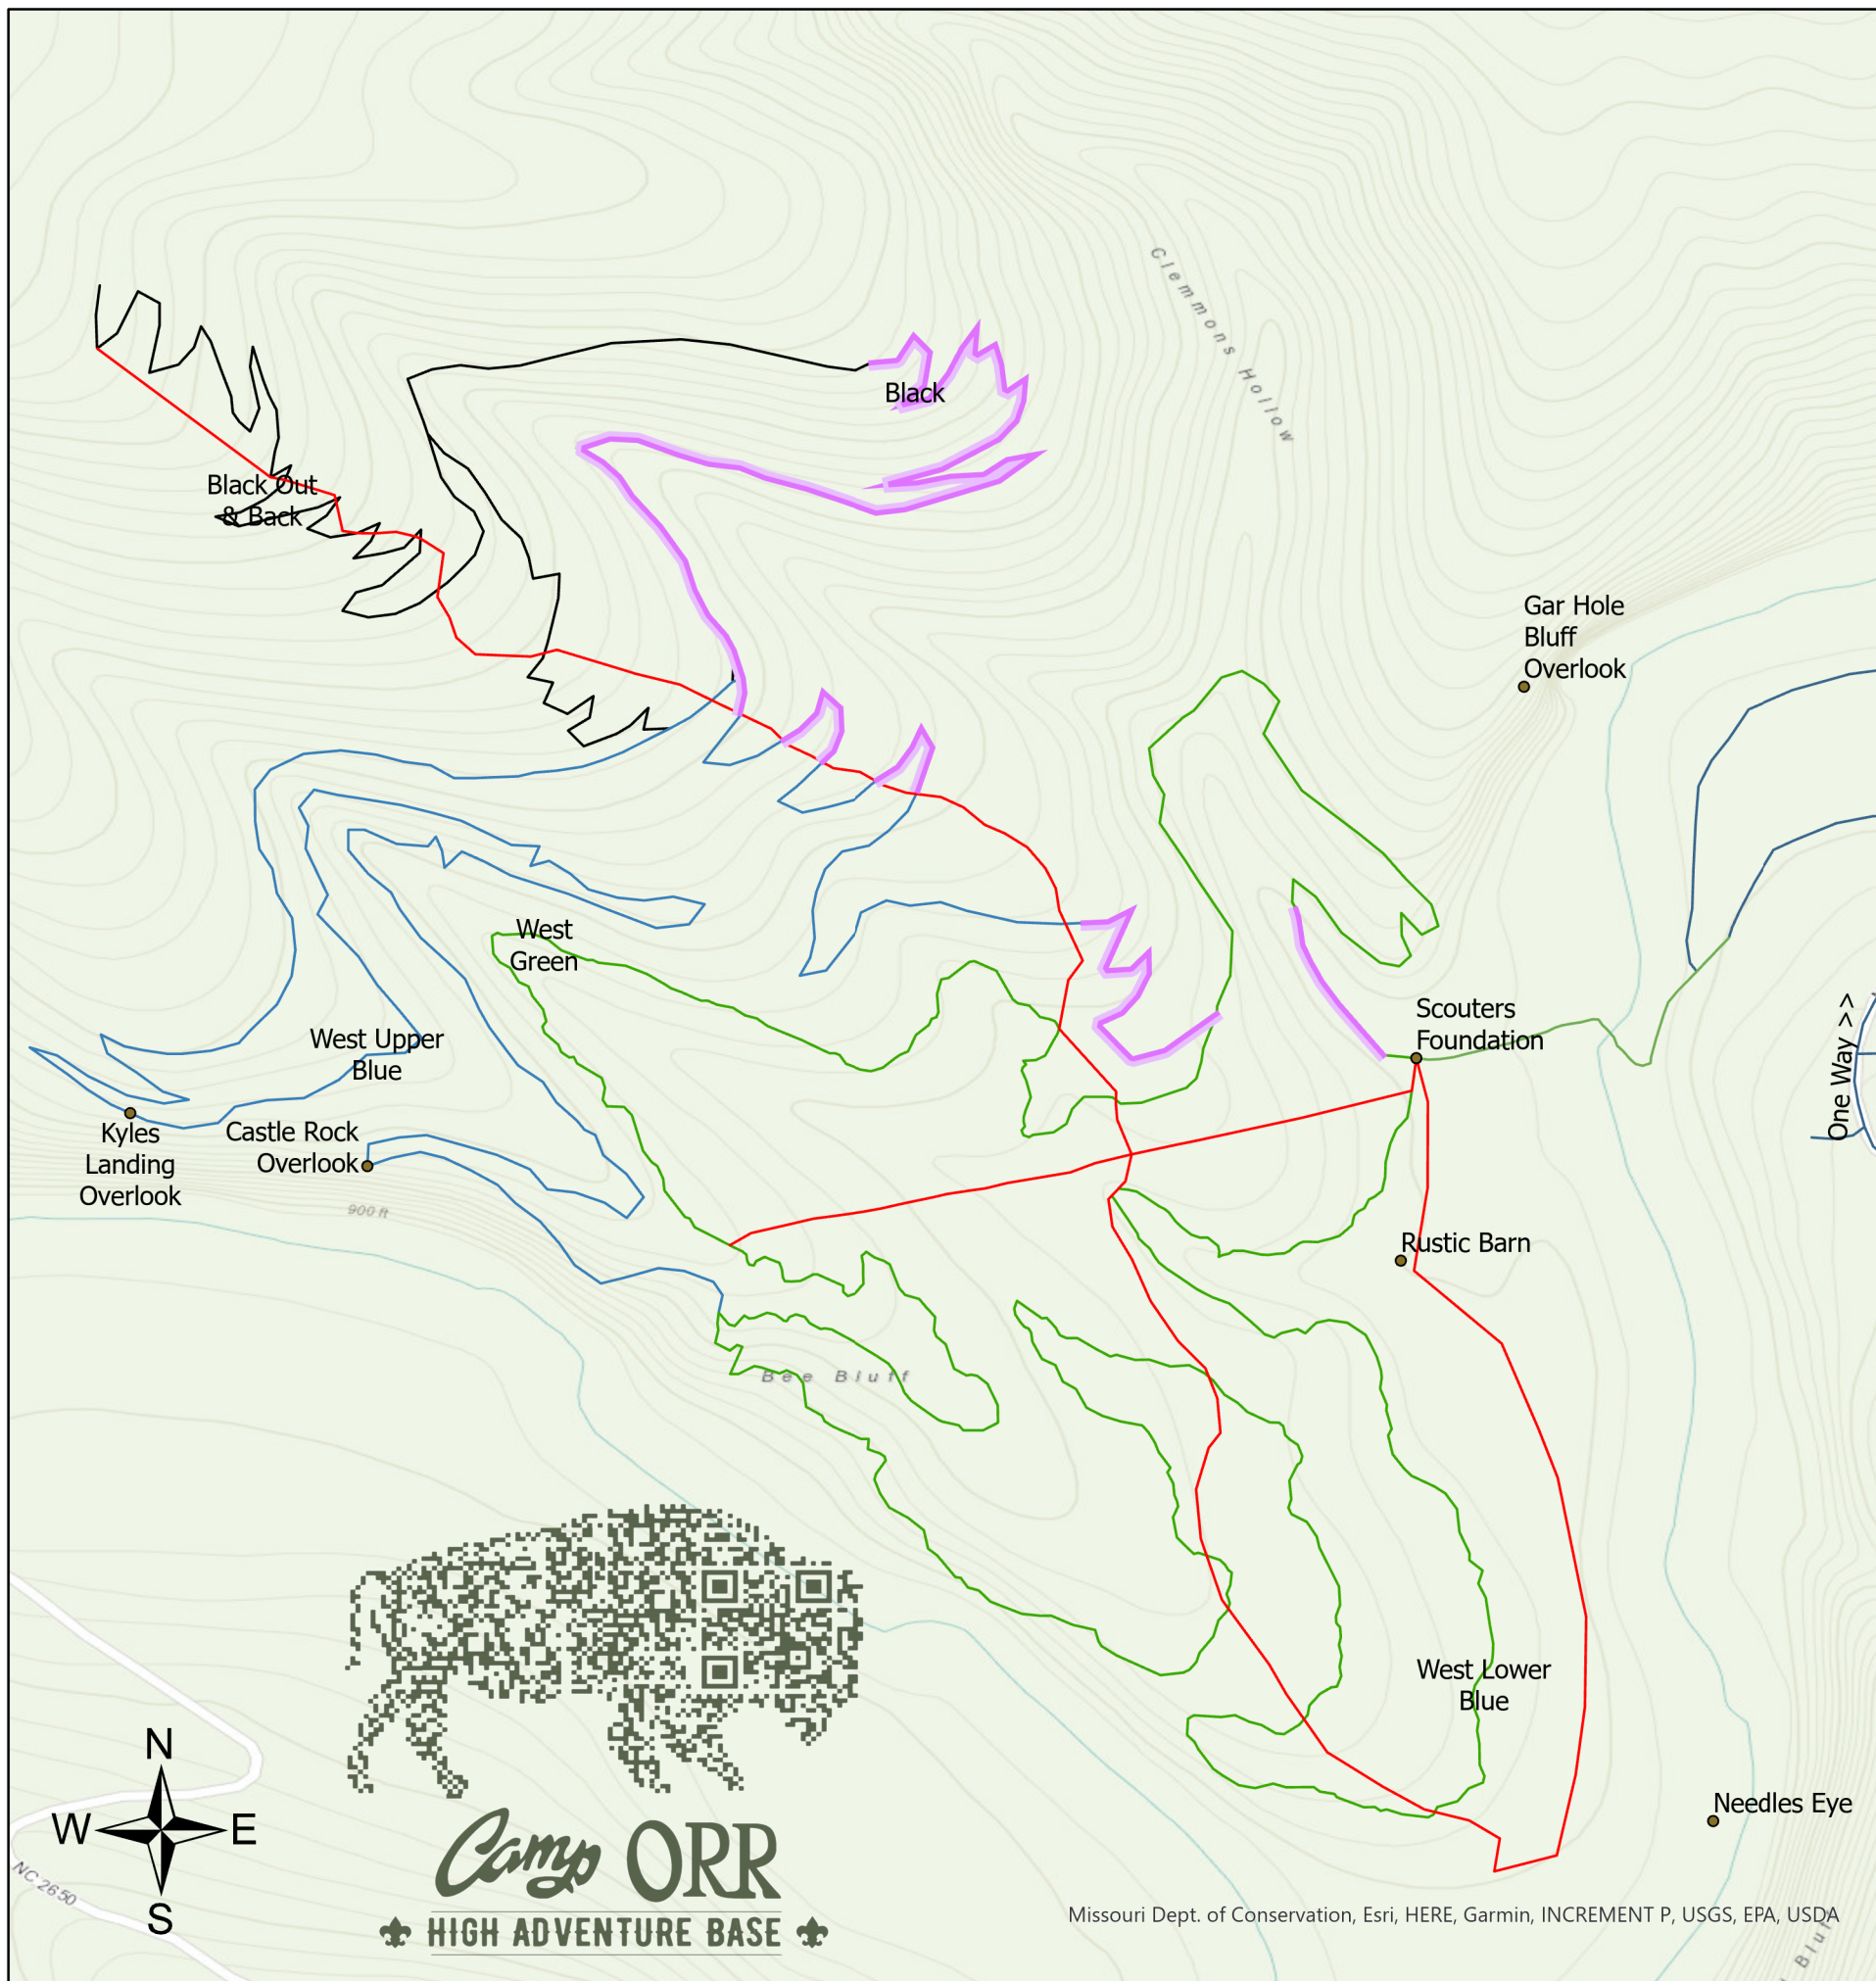 Clemmons Hollow
Black
Black Out
& Back
Gar Hole
Bluff
Overlook
West
Green
Scouters
Foundation
One Way >>
West Upper
Blue
Kyles
Landing
Overlook
Castle Rock
Overlook
900 ft
Rustic Barn
Bee Bluff
West Lower
Blue
N
W
E
S
Needles Eye
NC 2650
Camp ORR
HIGH ADVENTURE BASE
Missouri Dept. of Conservation, Esri, HERE, Garmin, INCREMENT P, USGS, EPA, USDA
Bluff